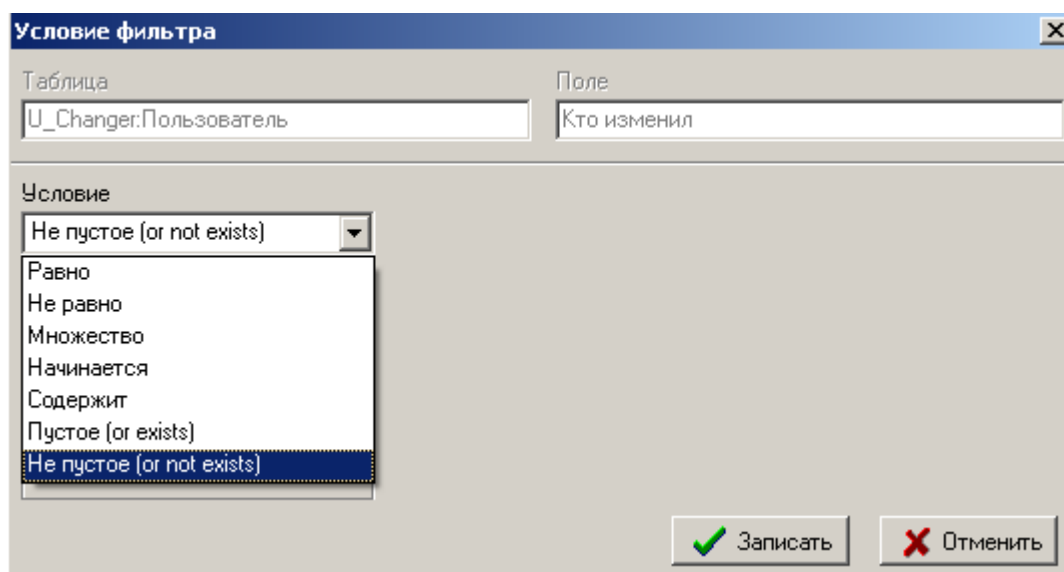 Условие фильтра
Таблица
Поле
U_Changer:Пользователь
Кто изменил
Условие
Не пустое (or not exists)
Равно
Не равно
Множество
Начинается
Содержит
Пустое (or exists)
Не пустое (or not exists)
Записать
Отменить